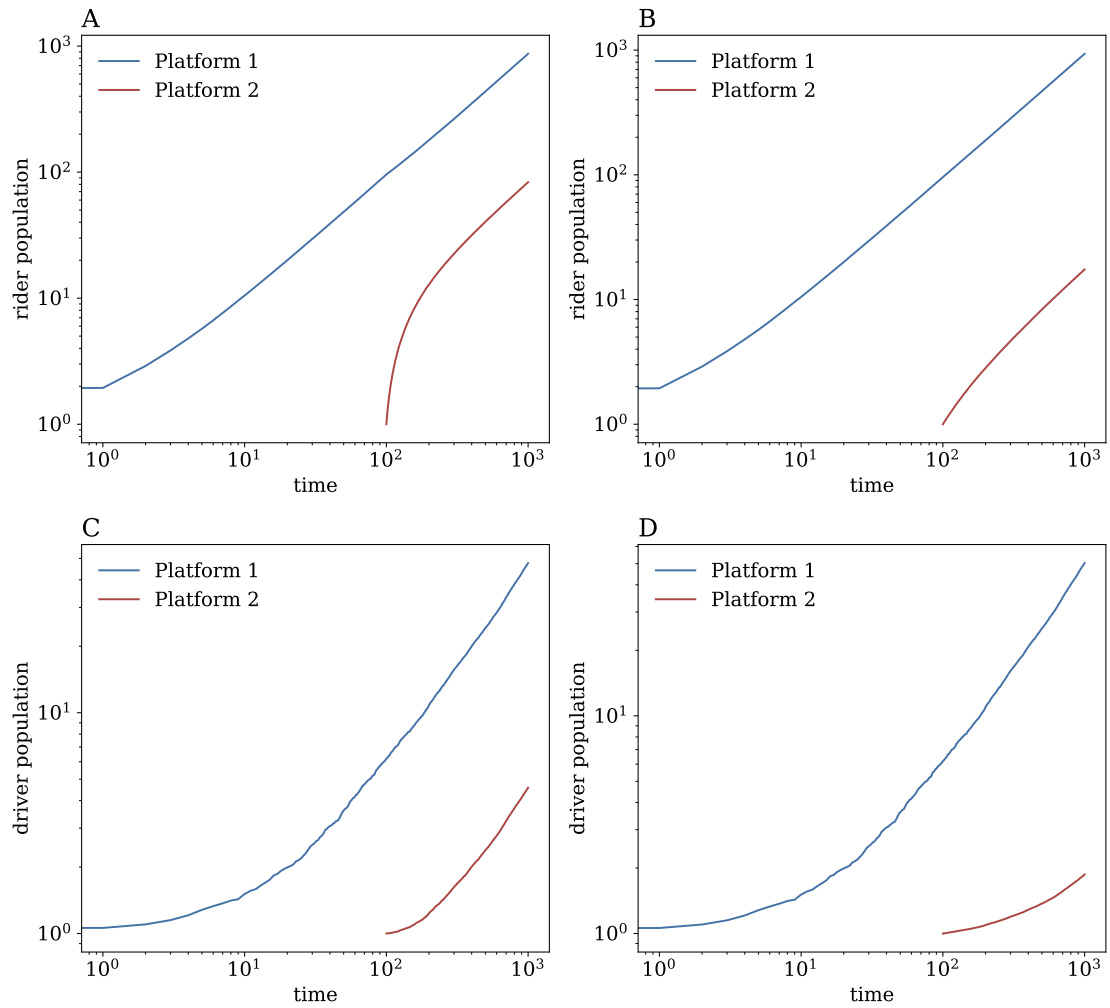 A
10³
10²
10¹
10⁰
rider population
Platform 1
Platform 2
10⁰ 10¹ 10² 10³
time
B
10³
10²
10¹
10⁰
rider population
Platform 1
Platform 2
10⁰ 10¹ 10² 10³
time
C
10¹
10⁰
driver population
Platform 1
Platform 2
10⁰ 10¹ 10² 10³
time
D
10¹
10⁰
driver population
Platform 1
Platform 2
10⁰ 10¹ 10² 10³
time